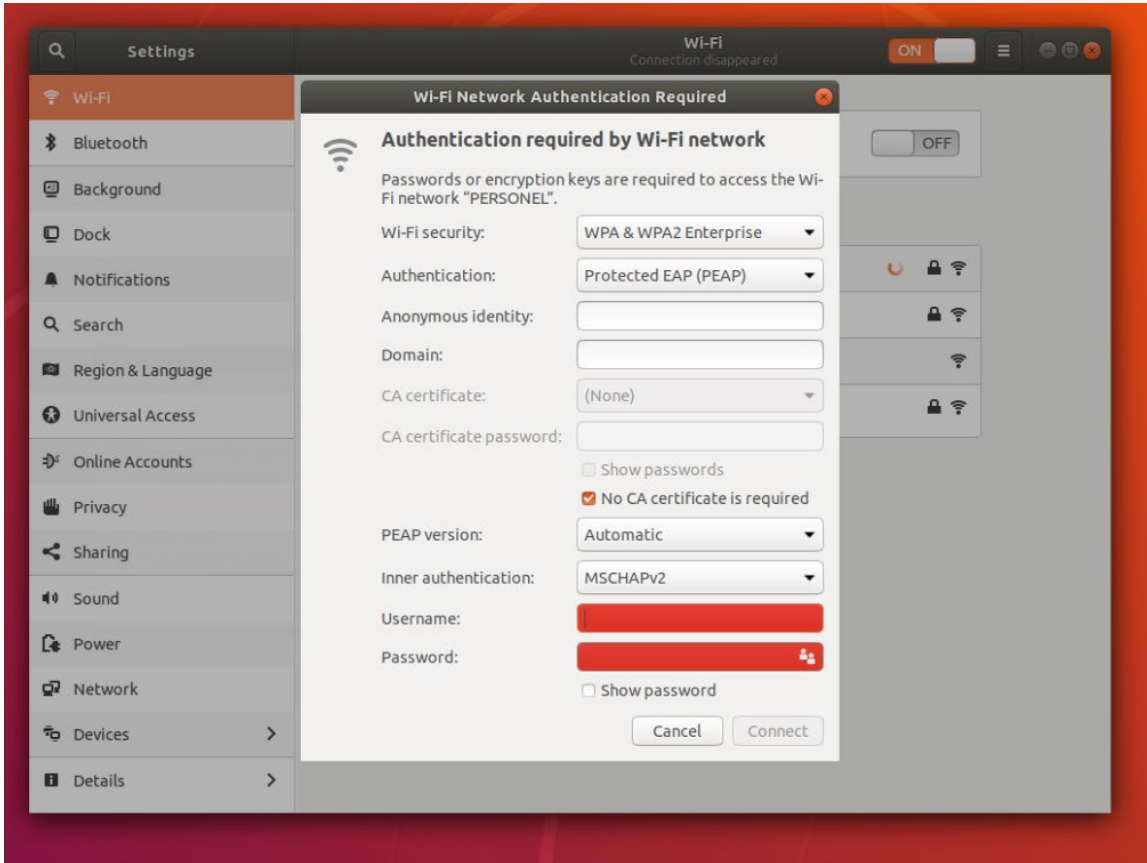 Settings
Wi-Fi
Connection disappeared
ON
Wi-Fi
Bluetooth
Background
Dock
Notifications
Search
Region & Language
Universal Access
Online Accounts
Privacy
Sharing
Sound
Power
Network
Devices
Details
OFF
Wi-Fi Network Authentication Required
Authentication required by Wi-Fi network
Passwords or encryption keys are required to access the Wi-
Fi network “PERSONEL”.
Wi-Fi security: WPA & WPA2 Enterprise
Authentication: Protected EAP (PEAP)
Anonymous identity:
Domain:
CA certificate: (None)
CA certificate password:
Show passwords
No CA certificate is required
PEAP version: Automatic
Inner authentication: MSCHAPv2
Username:
Password:
Show password
Cancel Connect